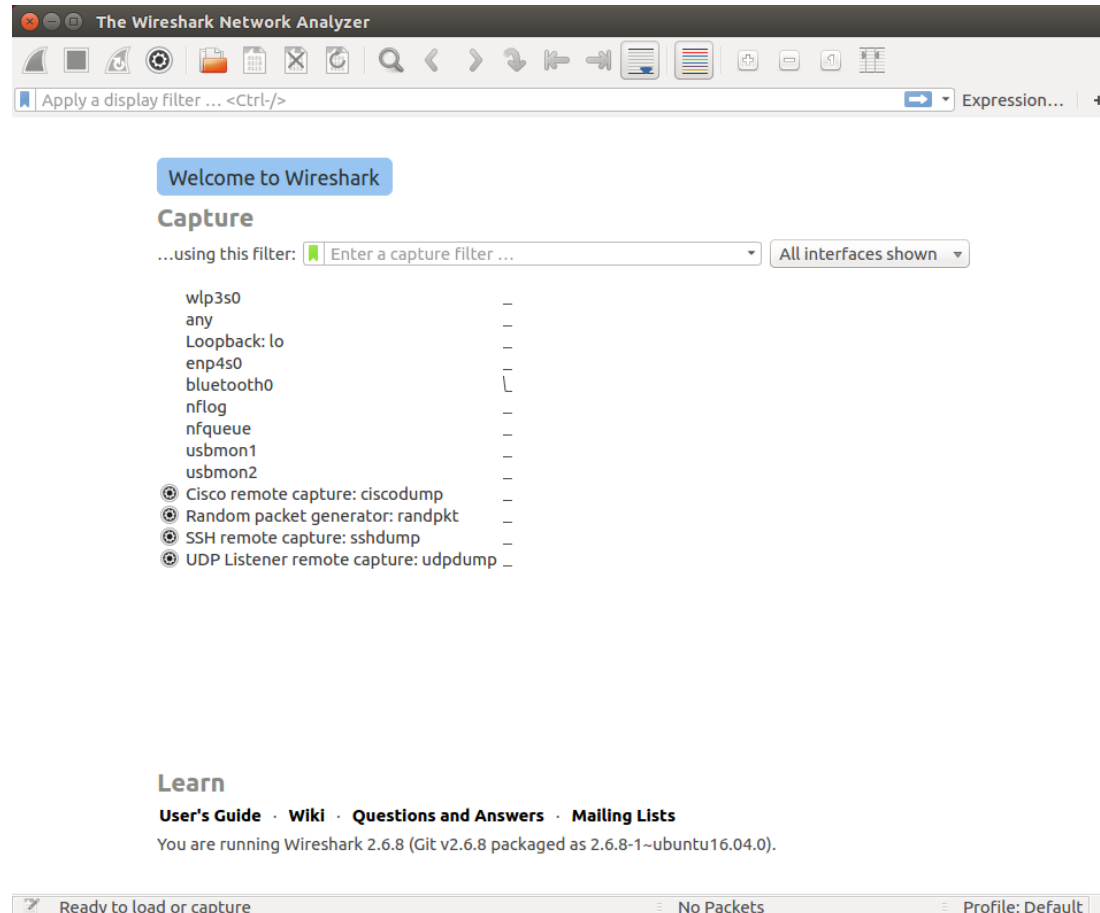 The Wireshark Network Analyzer
Apply a display filter … <Ctrl-/> Expression… +
Welcome to Wireshark
Capture
…using this filter: Enter a capture filter … All interfaces shown
wlp3s0
any
Loopback: lo
enp4s0
bluetooth0
nflog
nfqueue
usbmon1
usbmon2
Cisco remote capture: ciscodump
Random packet generator: randpkt
SSH remote capture: sshdump
UDP Listener remote capture: udpdump
Learn
User's Guide · Wiki · Questions and Answers · Mailing Lists
You are running Wireshark 2.6.8 (Git v2.6.8 packaged as 2.6.8-1~ubuntu16.04.0).
Ready to load or capture No Packets Profile: Default